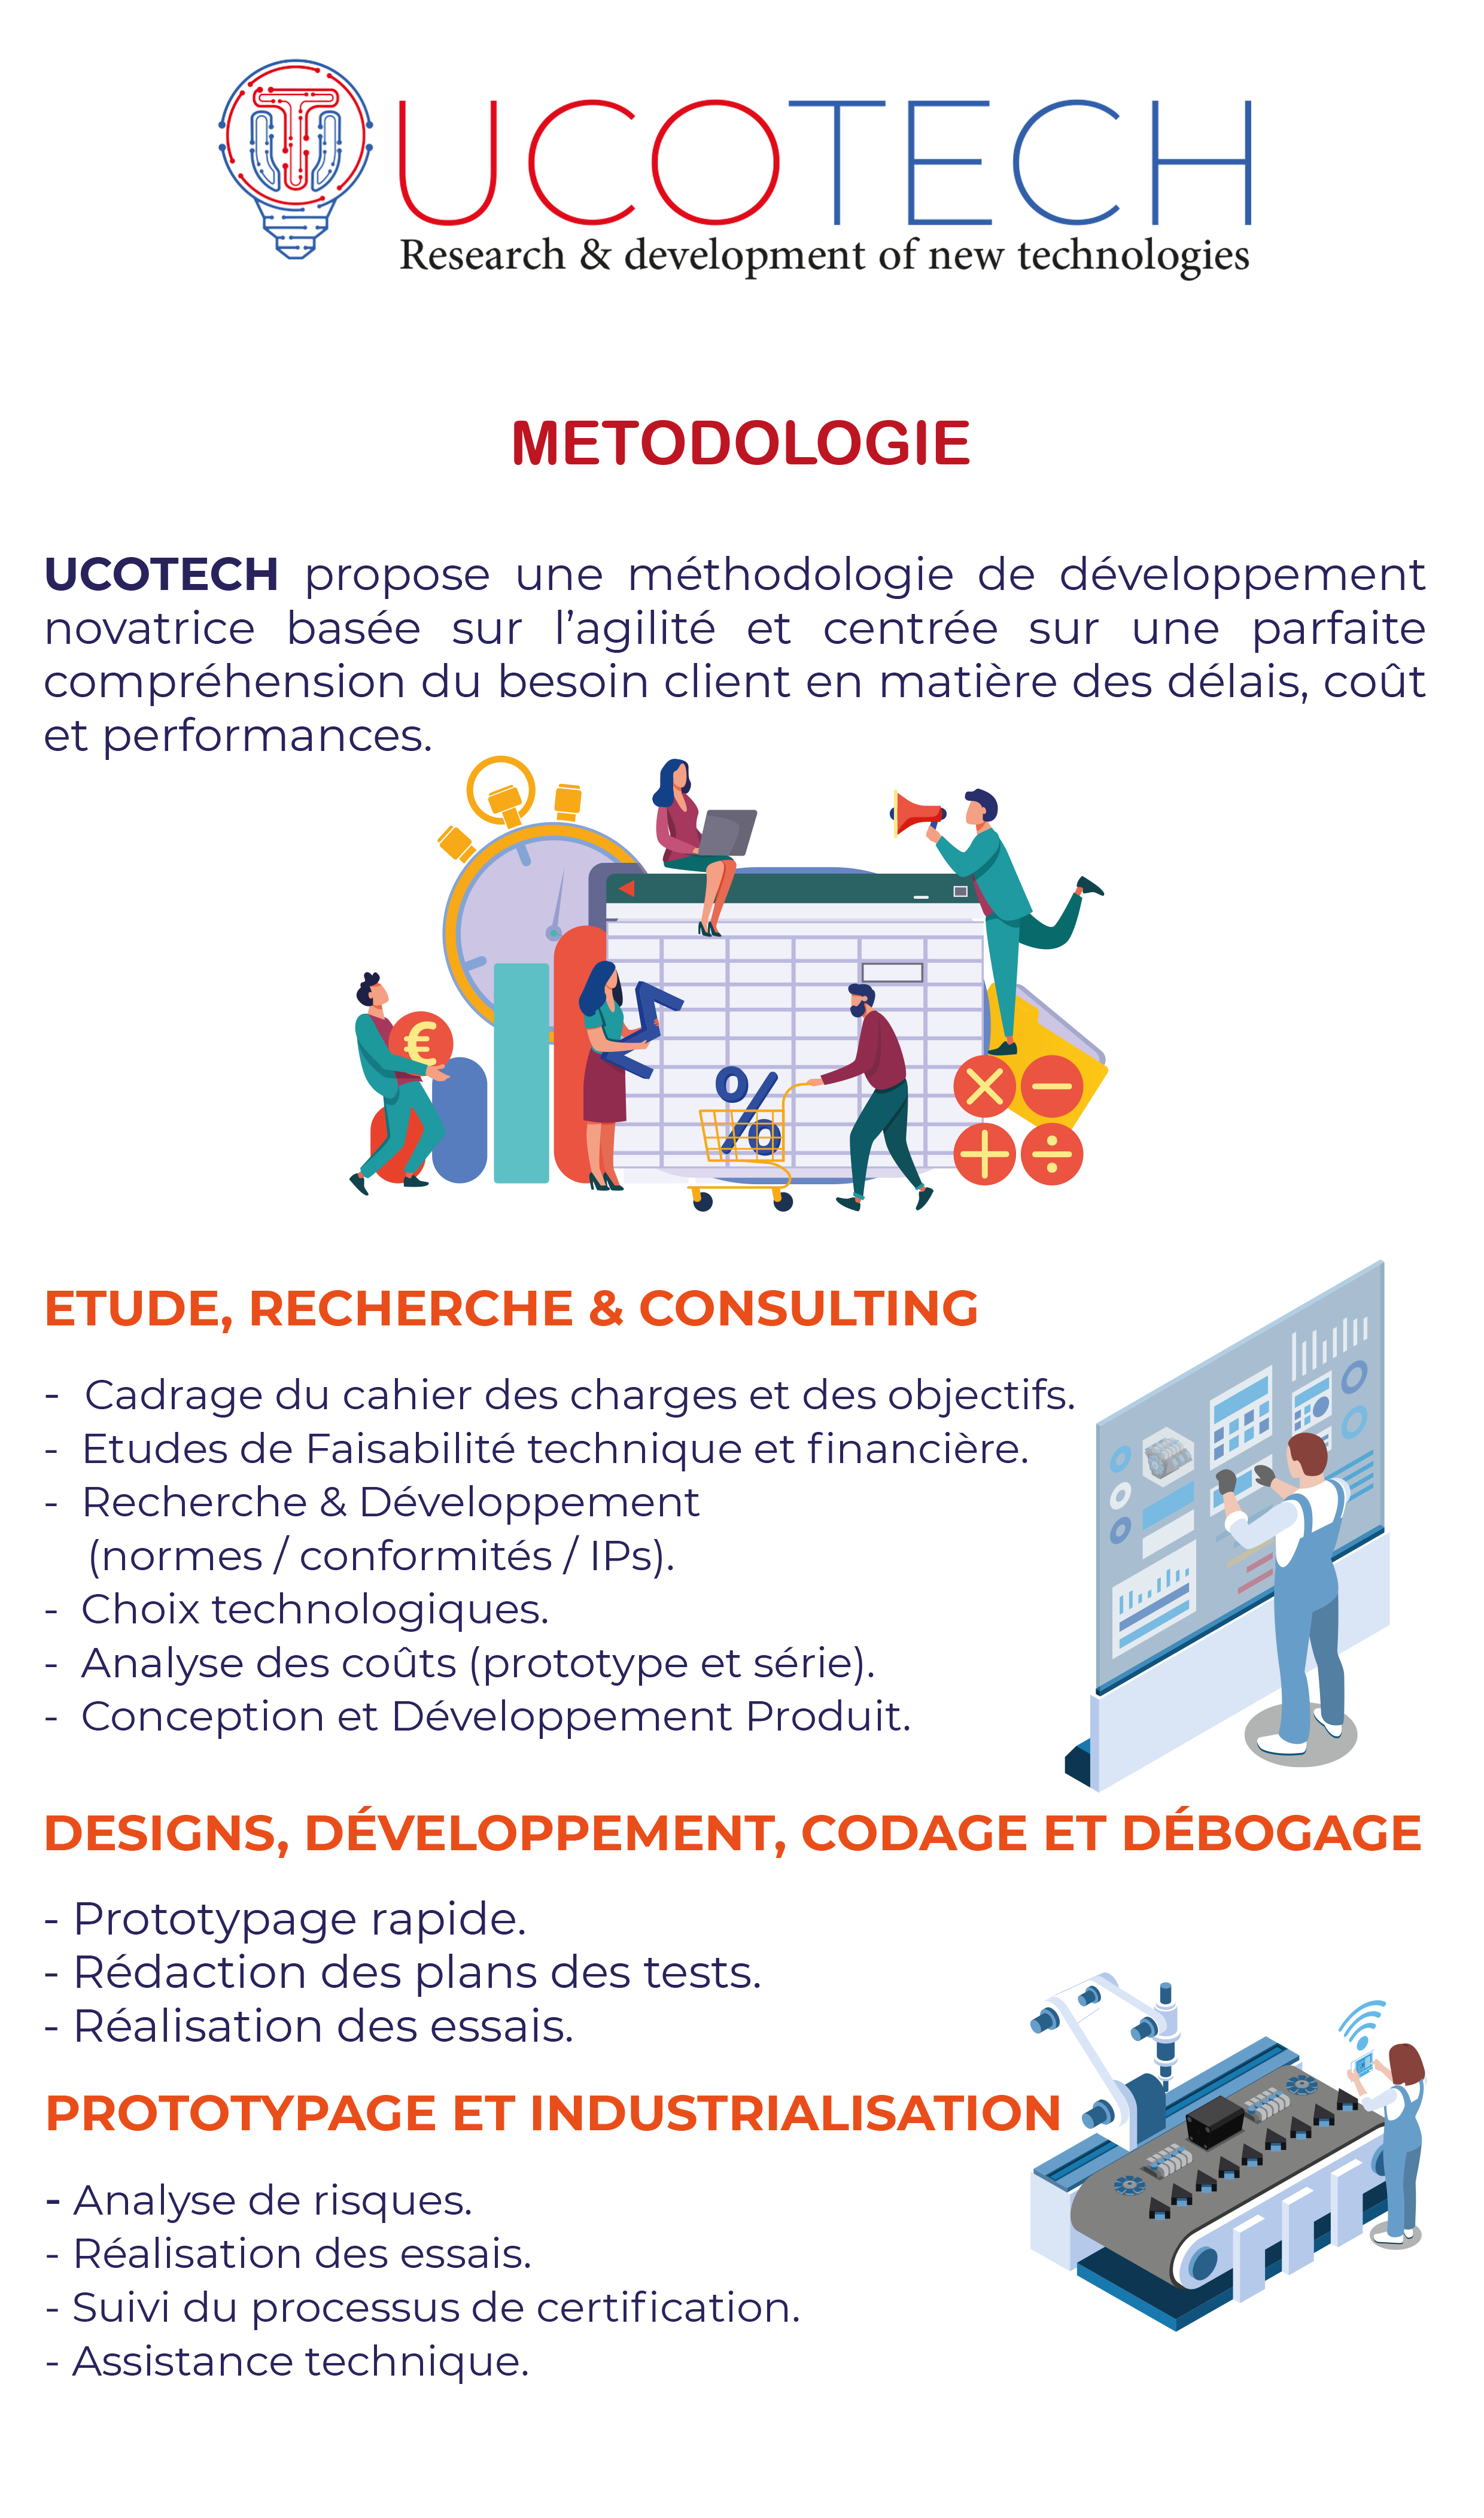 UCOTECH
Research & development of new technologies
METODOLOGIE
UCOTECH propose une méthodologie de développement
novatrice basée sur l’agilité et centrée sur une parfaite
compréhension du besoin client en matière des délais, coût
et performances.
€
%
ETUDE, RECHERCHE & CONSULTING
- Cadrage du cahier des charges et des objectifs.
- Etudes de Faisabilité technique et financière.
- Recherche & Développement
(normes / conformités / IPs).
- Choix technologiques.
- Analyse des coûts (prototype et série).
- Conception et Développement Produit.
DESIGNS, DÉVELOPPEMENT, CODAGE ET DÉBOGAGE
- Prototypage rapide.
- Rédaction des plans des tests.
- Réalisation des essais.
PROTOTYPAGE ET INDUSTRIALISATION
- Analyse de risques.
- Réalisation des essais.
- Suivi du processus de certification.
- Assistance technique.